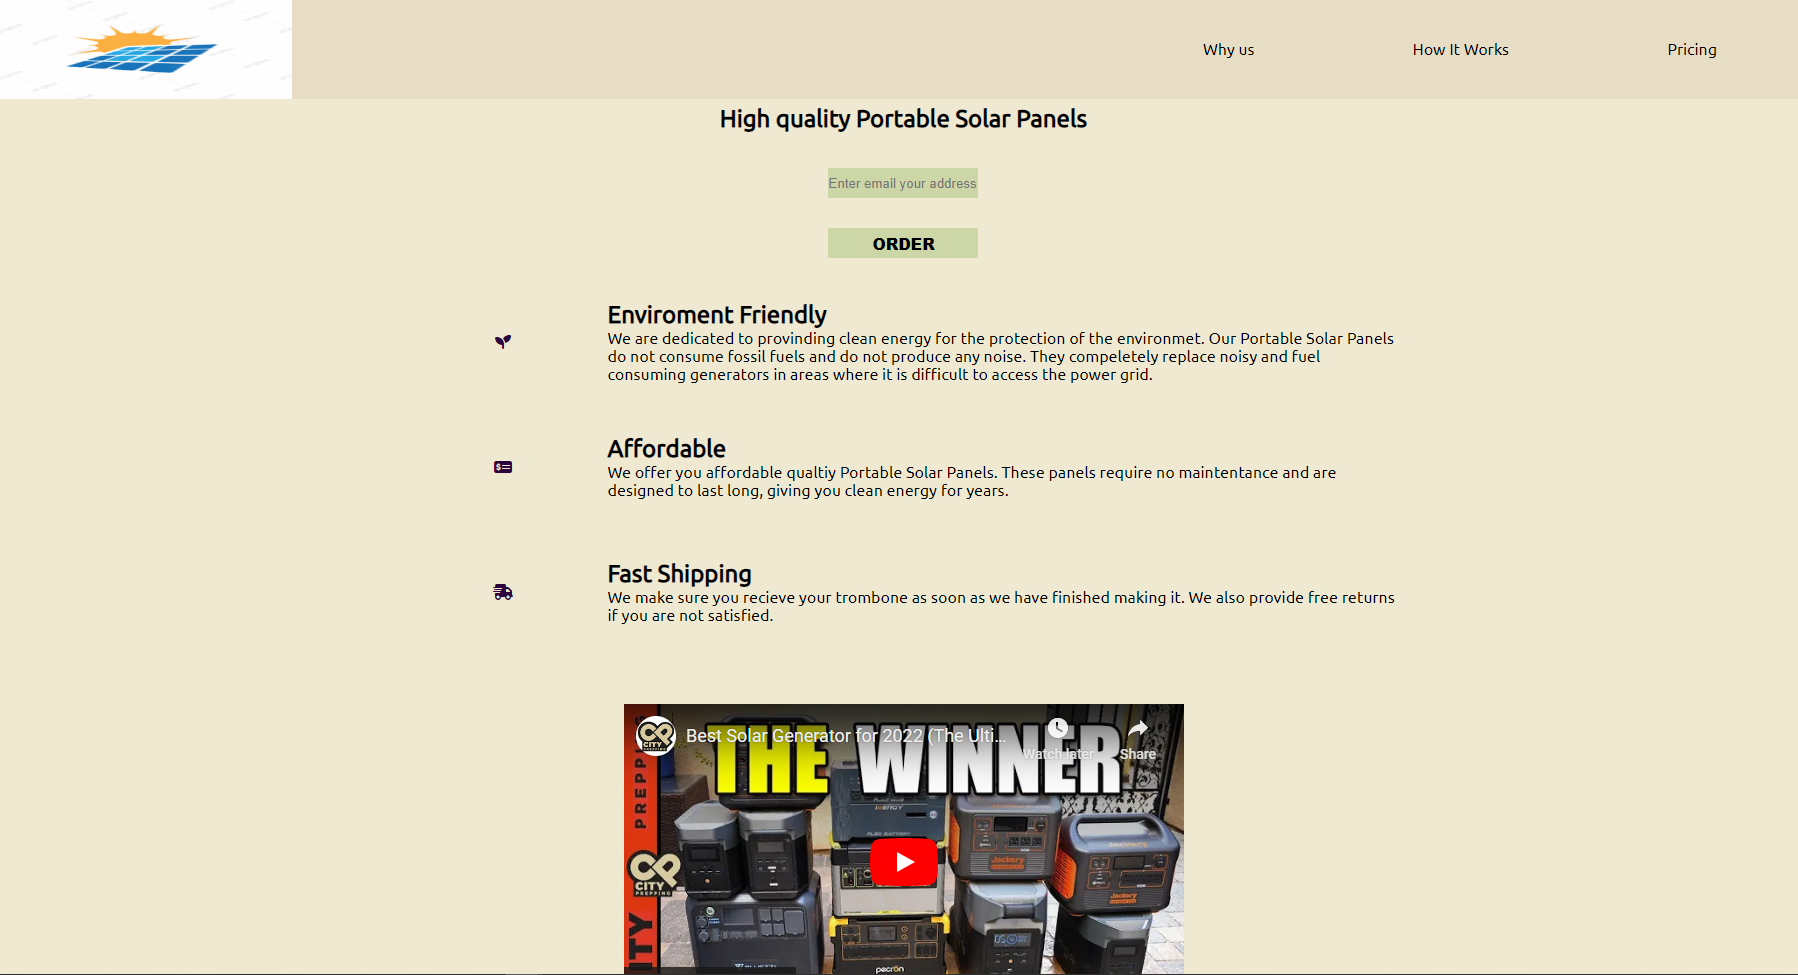 Why us
How It Works
Pricing
High quality Portable Solar Panels
Enter email your address
ORDER
Enviroment Friendly
We are dedicated to provinding clean energy for the protection of the environmet. Our Portable Solar Panels
do not consume fossil fuels and do not produce any noise. They compeletely replace noisy and fuel
consuming generators in areas where it is difficult to access the power grid.
Affordable
We offer you affordable qualtiy Portable Solar Panels. These panels require no maintentance and are
designed to last long, giving you clean energy for years.
Fast Shipping
We make sure you recieve your trombone as soon as we have finished making it. We also provide free returns
if you are not satisfied.
CITY
PREPPING
Best Solar Generator for 2022 (The Ulti...
Watch later
Share
THE WINNER
ENERGY
FLEX BATTERY
Jackery
Jackery
CITY
PREPPING
pecron